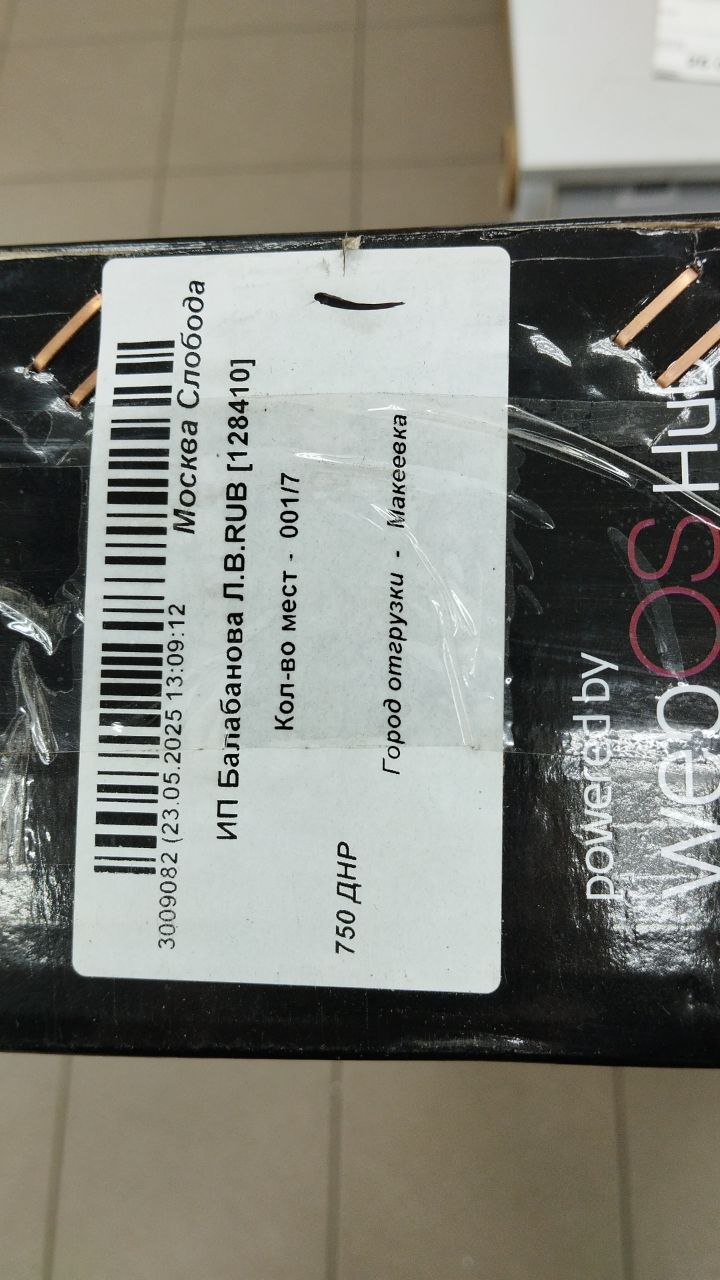 3009082 (23.05.2025 13:09:12
Москва Слобода
ИП Балабанова Л.В.RUB [128410]
Кол-во мест - 001/7
750 ДНР
Город отгрузки - Макеевка
powered by
webOS Hub